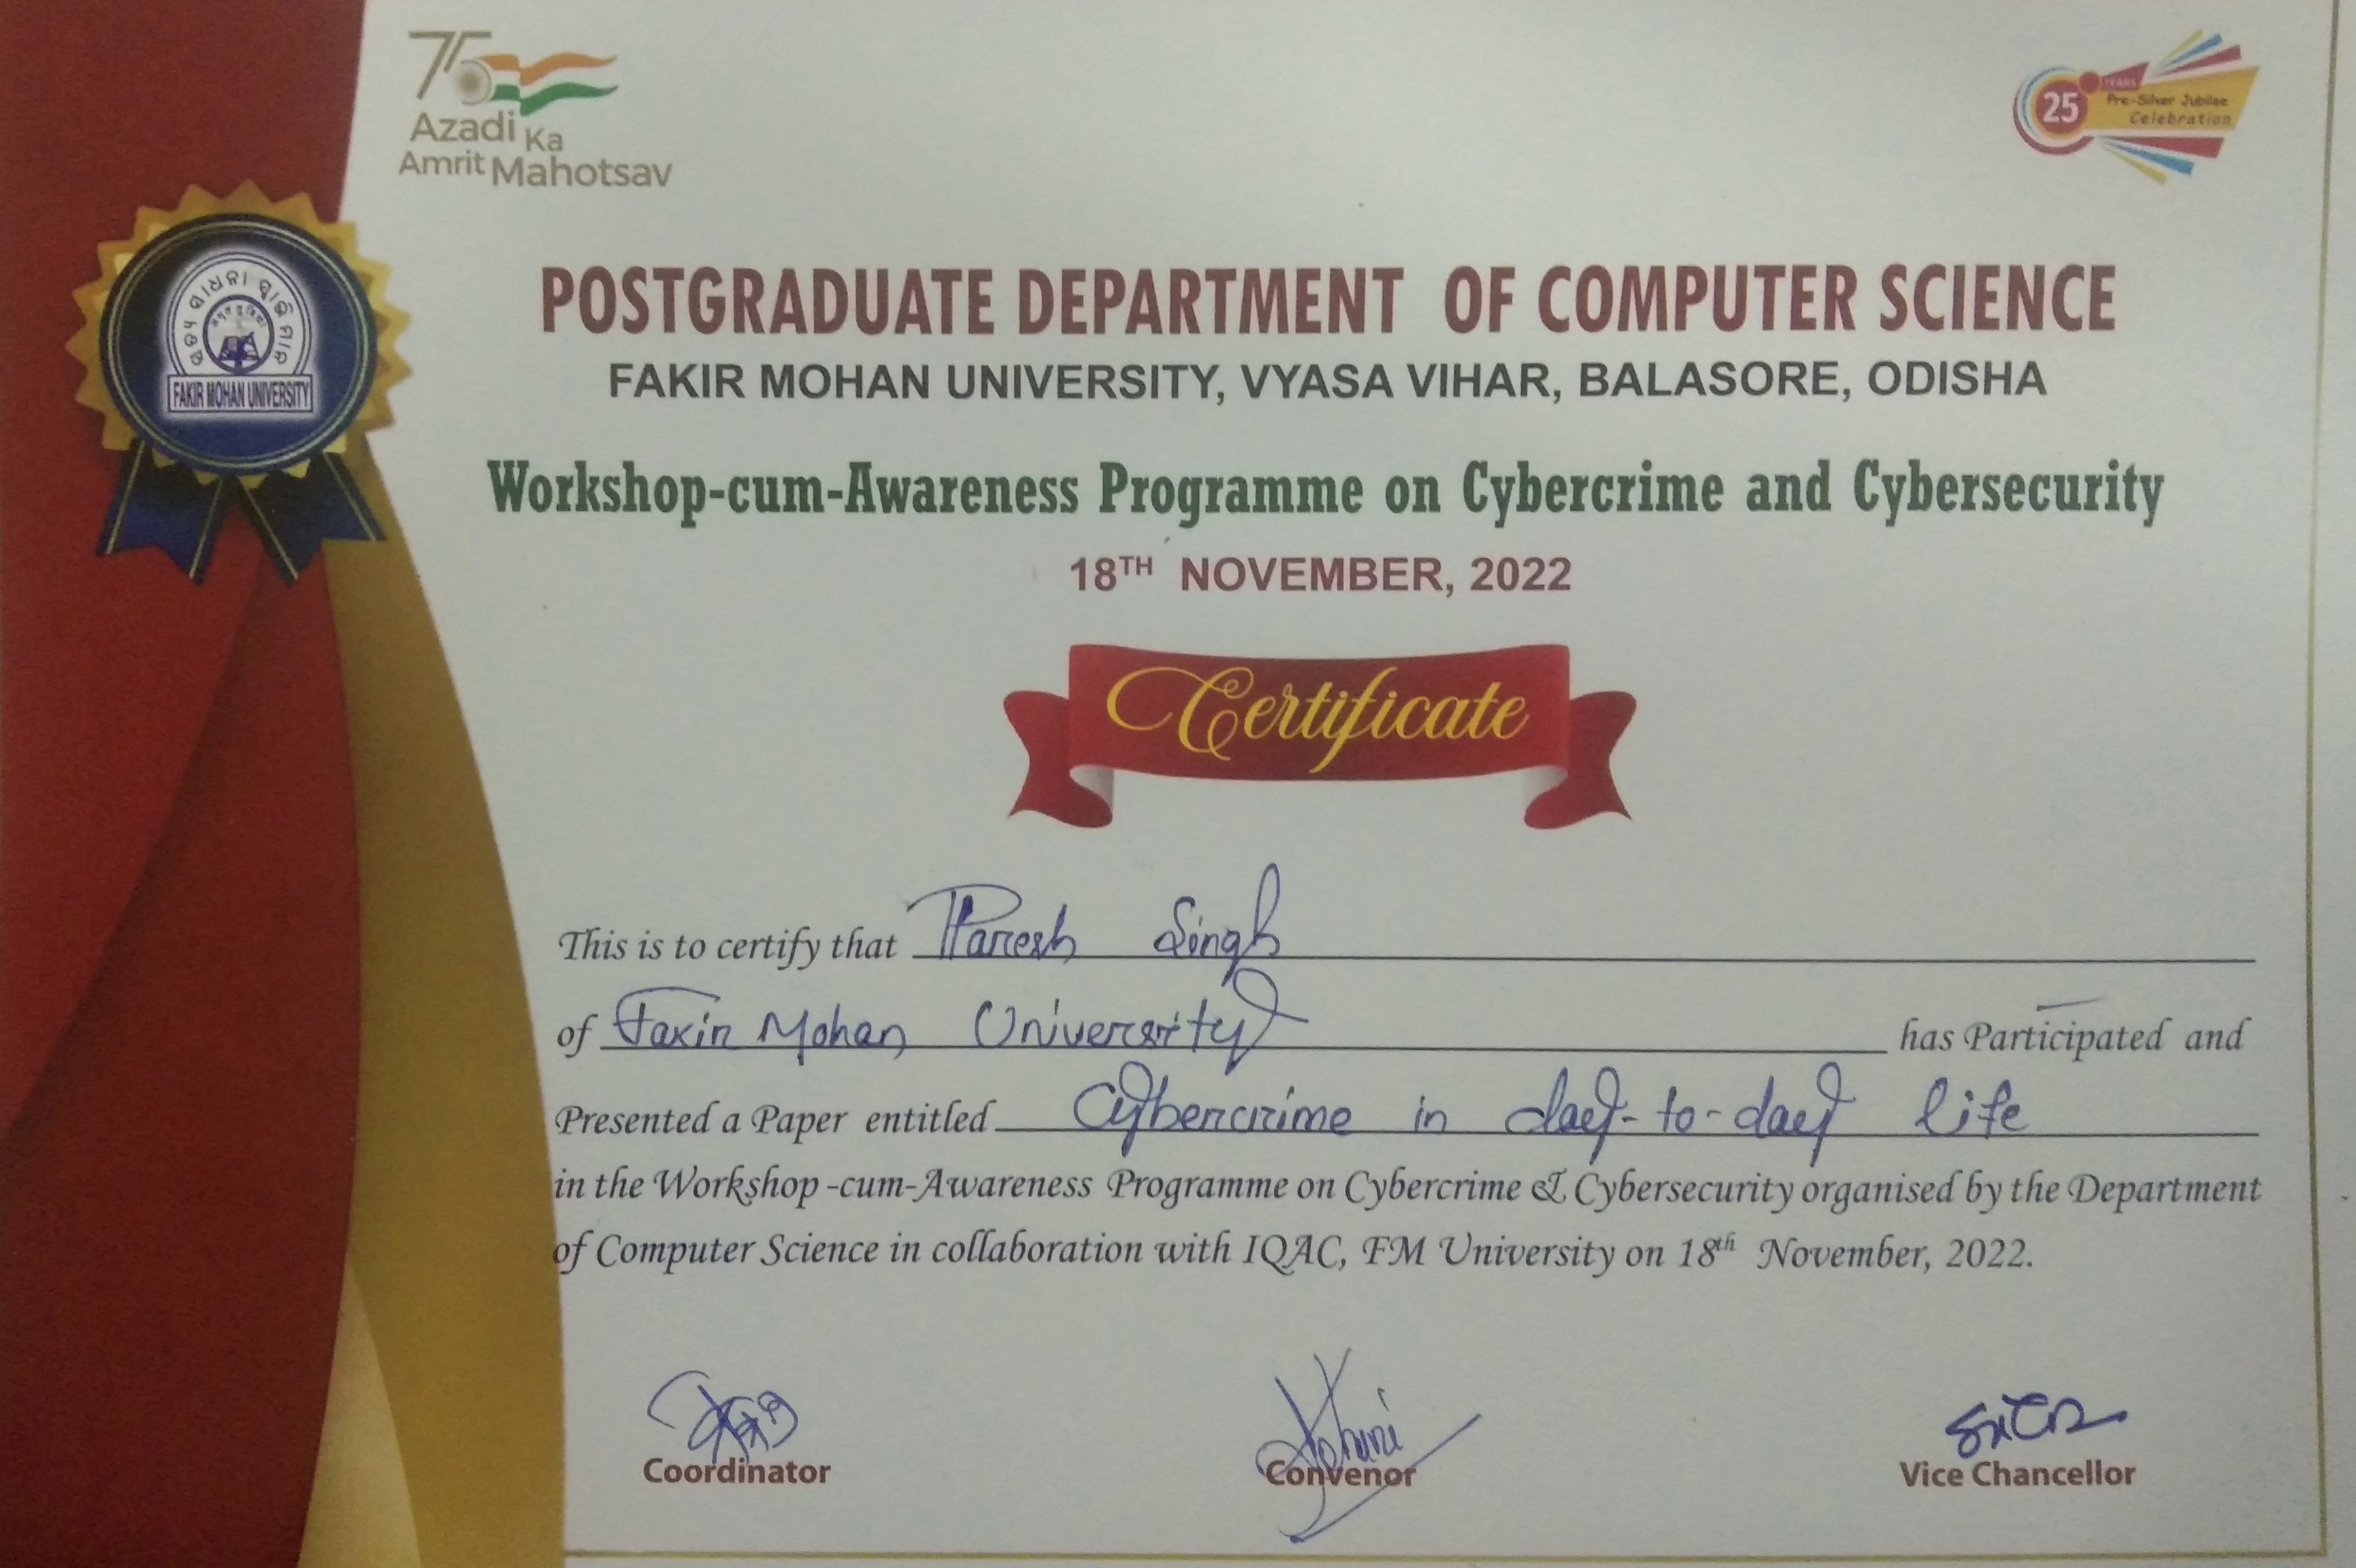 75
Azadi Ka
Amrit Mahotsav
25 YEARS
Pre-Silver Jubilee
Celebration
FAKIR MOHAN UNIVERSITY
POSTGRADUATE DEPARTMENT OF COMPUTER SCIENCE
FAKIR MOHAN UNIVERSITY, VYASA VIHAR, BALASORE, ODISHA
Workshop-cum-Awareness Programme on Cybercrime and Cybersecurity
18TH NOVEMBER, 2022
Certificate
This is to certify that Paresh Singh
of Fakir Mohan University has Participated and
Presented a Paper entitled Cybercrime in day-to-day life
in the Workshop -cum-Awareness Programme on Cybercrime & Cybersecurity organised by the Department
of Computer Science in collaboration with IQAC, FM University on 18th November, 2022.
Coordinator Convenor Vice Chancellor